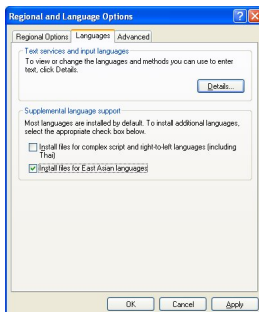 Regional and Language Options
Regional Options Languages Advanced
Text services and input languages
To view or change the languages and methods you can use to enter
text, click Details.
Details...
Supplemental language support
Most languages are installed by default. To install additional languages,
select the appropriate check box below.
Install files for complex script and right-to-left languages (including
Thai)
Install files for East Asian languages
OK Cancel Apply